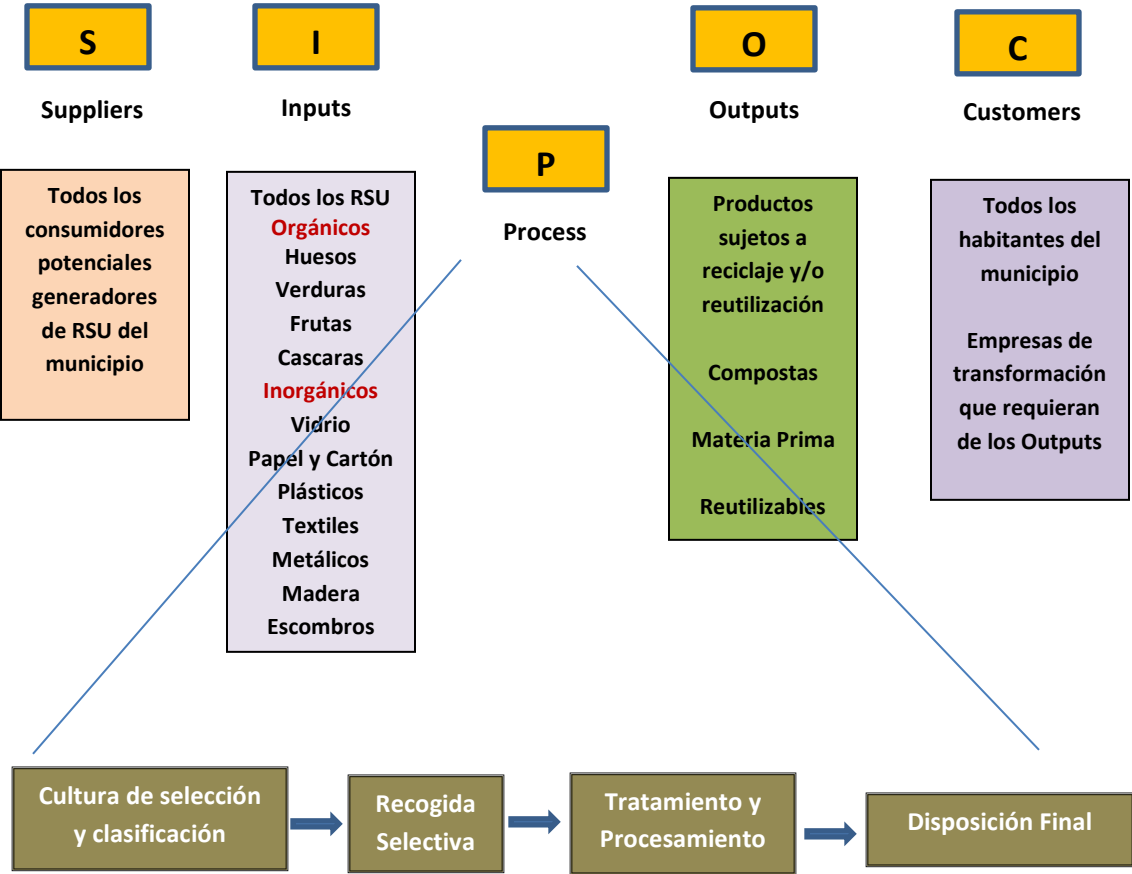 S
Suppliers
Todos los
consumidores
potenciales
generadores
de RSU del
municipio
I
Inputs
Todos los RSU
Orgánicos
Huesos
Verduras
Frutas
Cascaras
Inorgánicos
Vidrio
Papel y Cartón
Plásticos
Textiles
Metálicos
Madera
Escombros
P
Process
O
Outputs
Productos
sujetos a
reciclaje y/o
reutilización
Compostas
Materia Prima
Reutilizables
C
Customers
Todos los
habitantes del
municipio
Empresas de
transformación
que requieran
de los Outputs
Cultura de selección
y clasificación
Recogida
Selectiva
Tratamiento y
Procesamiento
Disposición Final